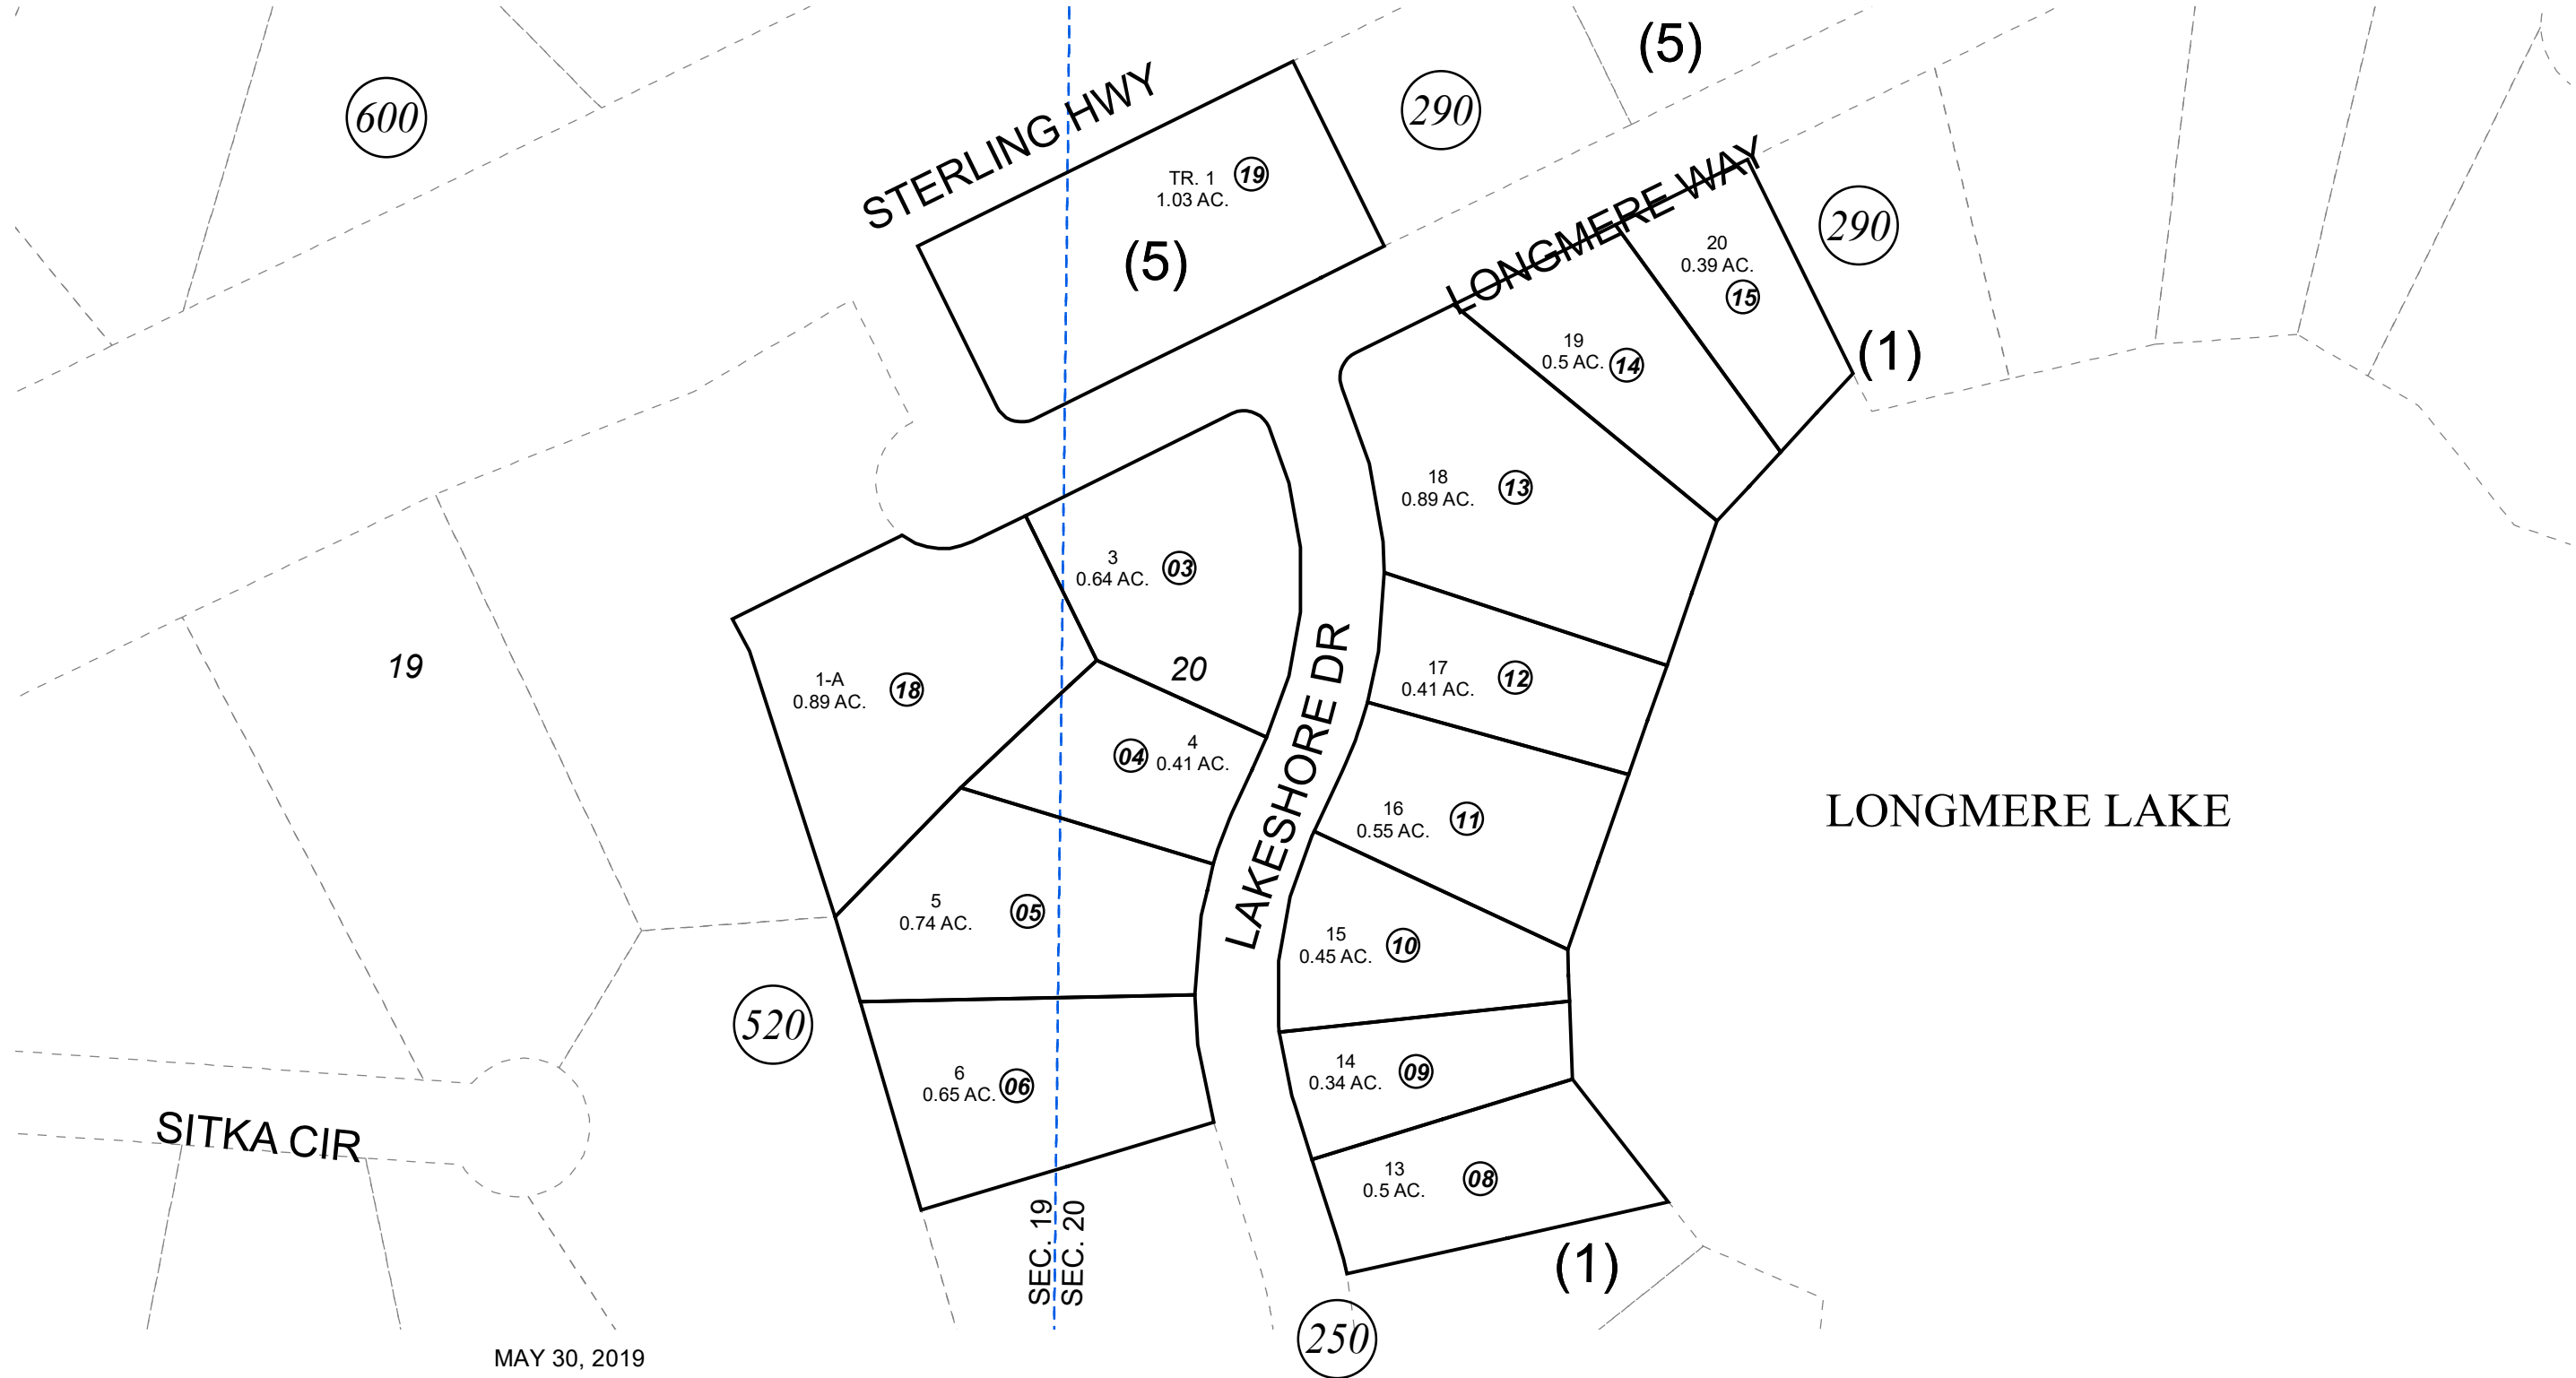 (5)
600
290
STERLING HWY
TR. 1
1.03 AC.
19
(5)
LONGMERE WAY
290
20
0.39 AC.
15
(1)
19
0.5 AC.
14
18
0.89 AC.
13
3
0.64 AC.
03
19
20
1-A
0.89 AC.
18
17
0.41 AC.
12
04
4
0.41 AC.
LAKESHORE DR
16
0.55 AC.
11
LONGMERE LAKE
5
0.74 AC.
05
15
0.45 AC.
10
520
6
0.65 AC.
06
14
0.34 AC.
09
SITKA CIR
13
0.5 AC.
08
SEC. 19
SEC. 20
(1)
250
MAY 30, 2019